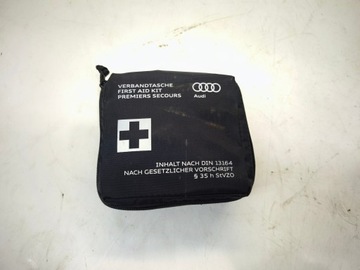 VERBANDTASCHE
FIRST AID KIT
PREMIERS SECOURS
Audi
INHALT NACH DIN 13164
NACH GESETZLICHER VORSCHRIFT
§ 35 h StVZO